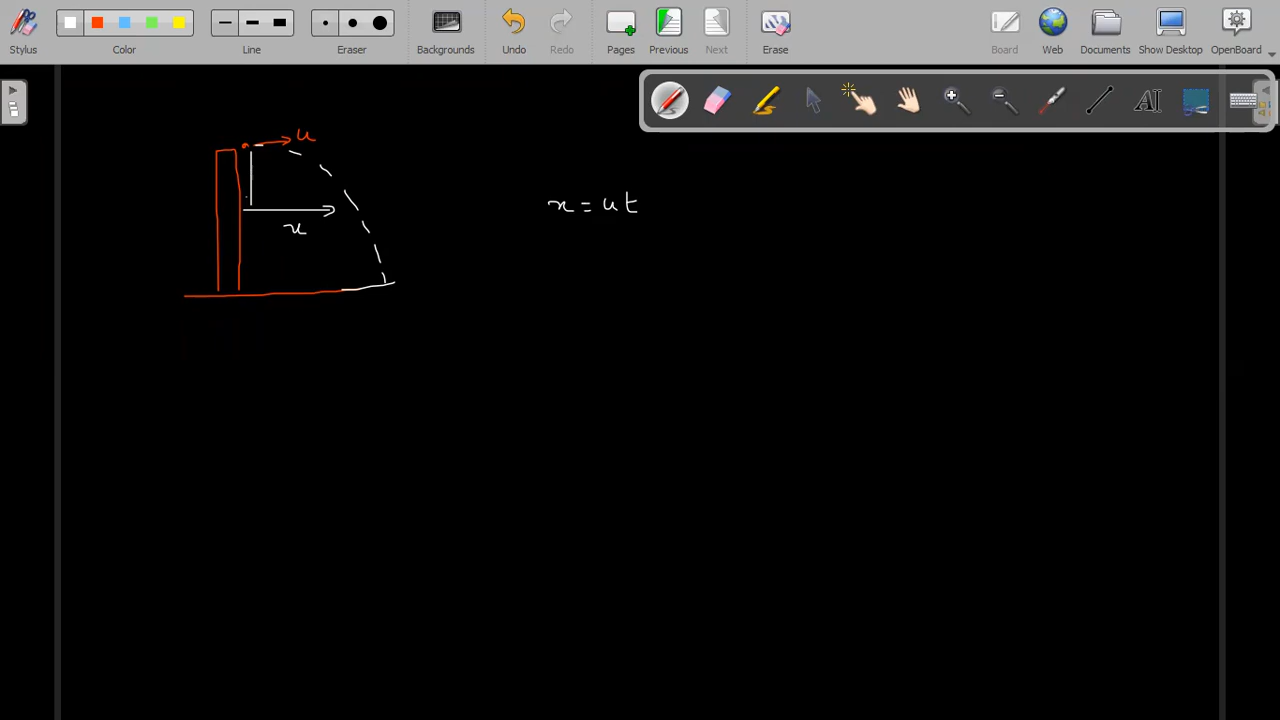 Stylus
Color
Line
Eraser
Backgrounds
Undo
Redo
Pages
Previous
Next
Erase
Board
Web
Documents
Show Desktop
OpenBoard
u
x = ut
x